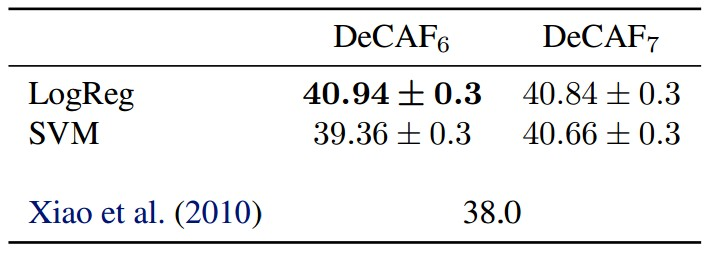 DeCAF₆ DeCAF₇
LogReg 40.94 ± 0.3 40.84 ± 0.3
SVM 39.36 ± 0.3 40.66 ± 0.3
Xiao et al. (2010) 38.0